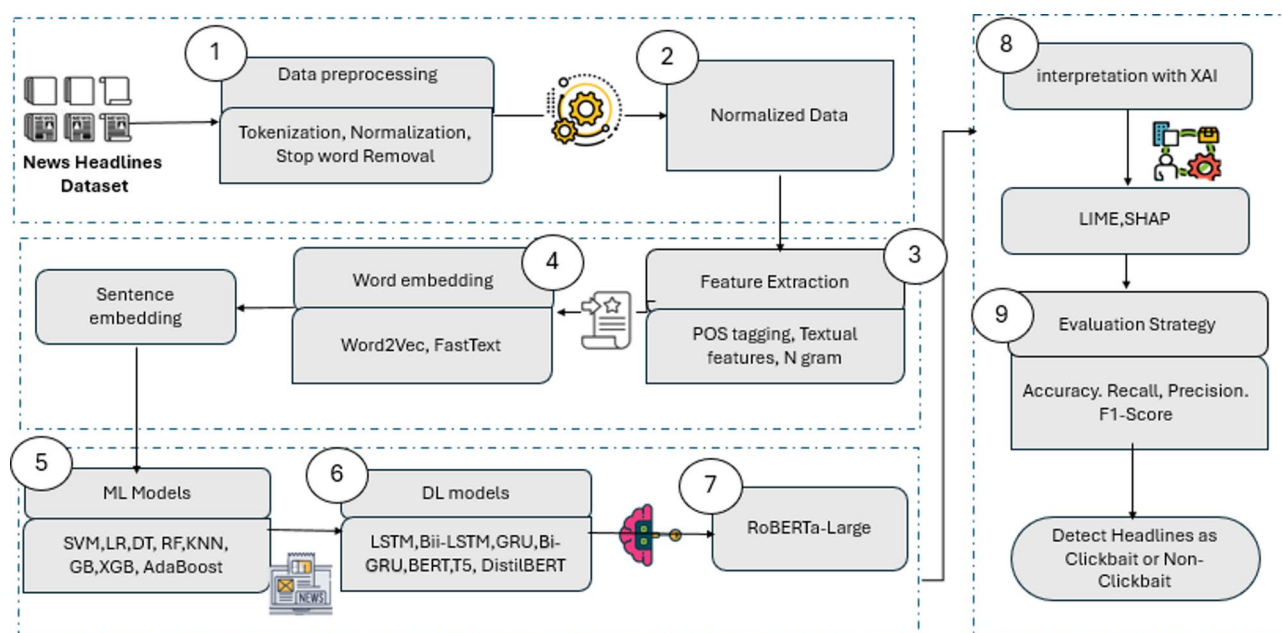 1
Data preprocessing
Tokenization, Normalization,
Stop word Removal
News Headlines
Dataset
2
Normalized Data
3
Feature Extraction
POS tagging, Textual
features, N gram
4
Word embedding
Word2Vec, FastText
Sentence
embedding
5
ML Models
SVM,LR,DT, RF,KNN,
GB,XGB, AdaBoost
NEWS
6
DL models
LSTM,Bii-LSTM,GRU,Bi-
GRU,BERT,T5, DistilBERT
7
RoBERTa-Large
8
interpretation with XAI
LIME,SHAP
9
Evaluation Strategy
Accuracy. Recall, Precision.
F1-Score
Detect Headlines as
Clickbait or Non-
Clickbait